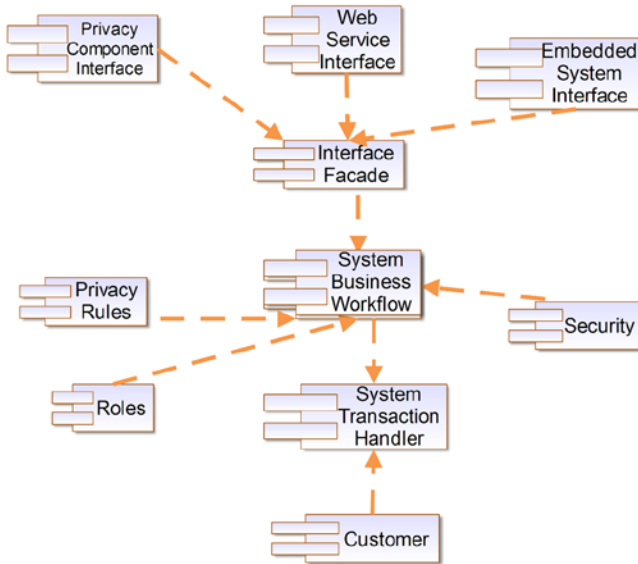 Privacy
Component
Interface
Web
Service
Interface
Embedded
System
Interface
Interface
Facade
System
Business
Workflow
Privacy
Rules
Security
Roles
System
Transaction
Handler
Customer